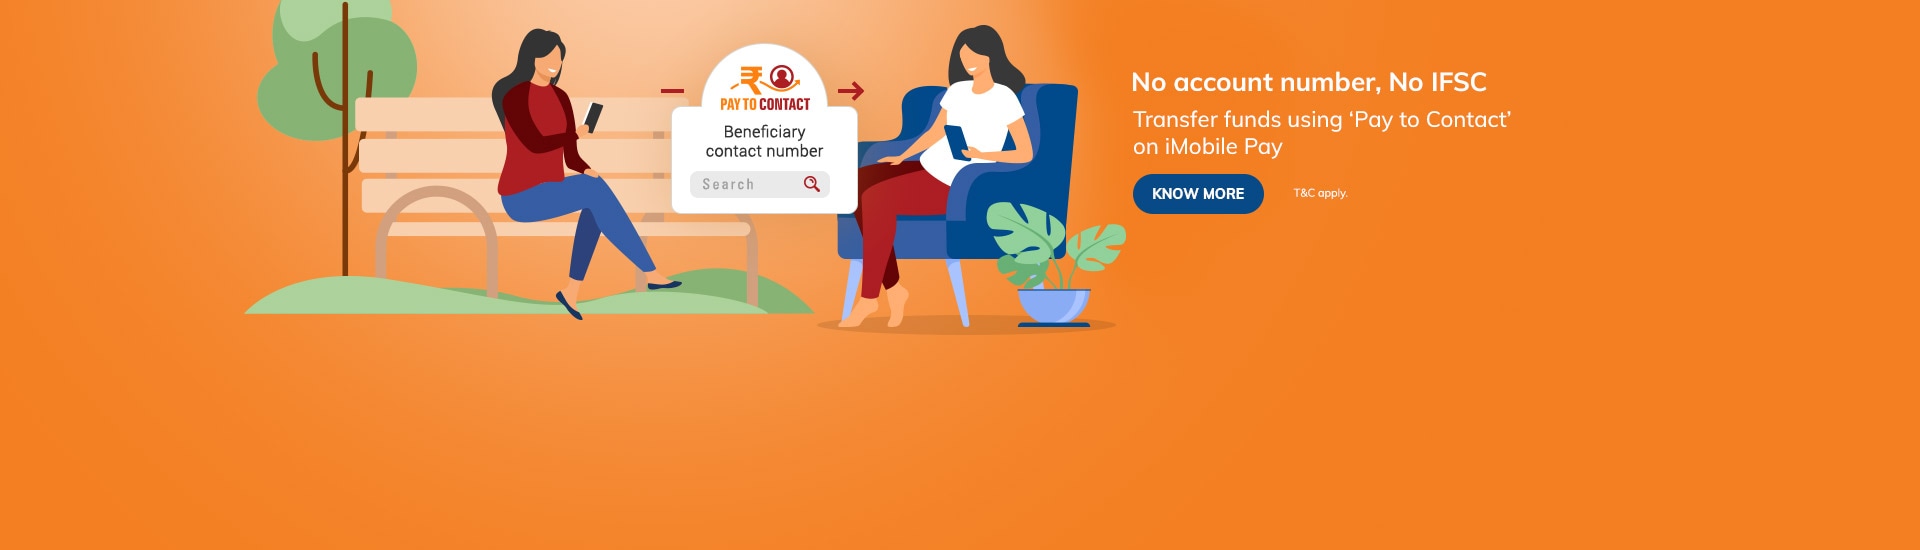 ₹
PAY TO CONTACT
Beneficiary
contact number
Search
No account number, No IFSC
Transfer funds using ‘Pay to Contact’
on iMobile Pay
KNOW MORE
T&C apply.